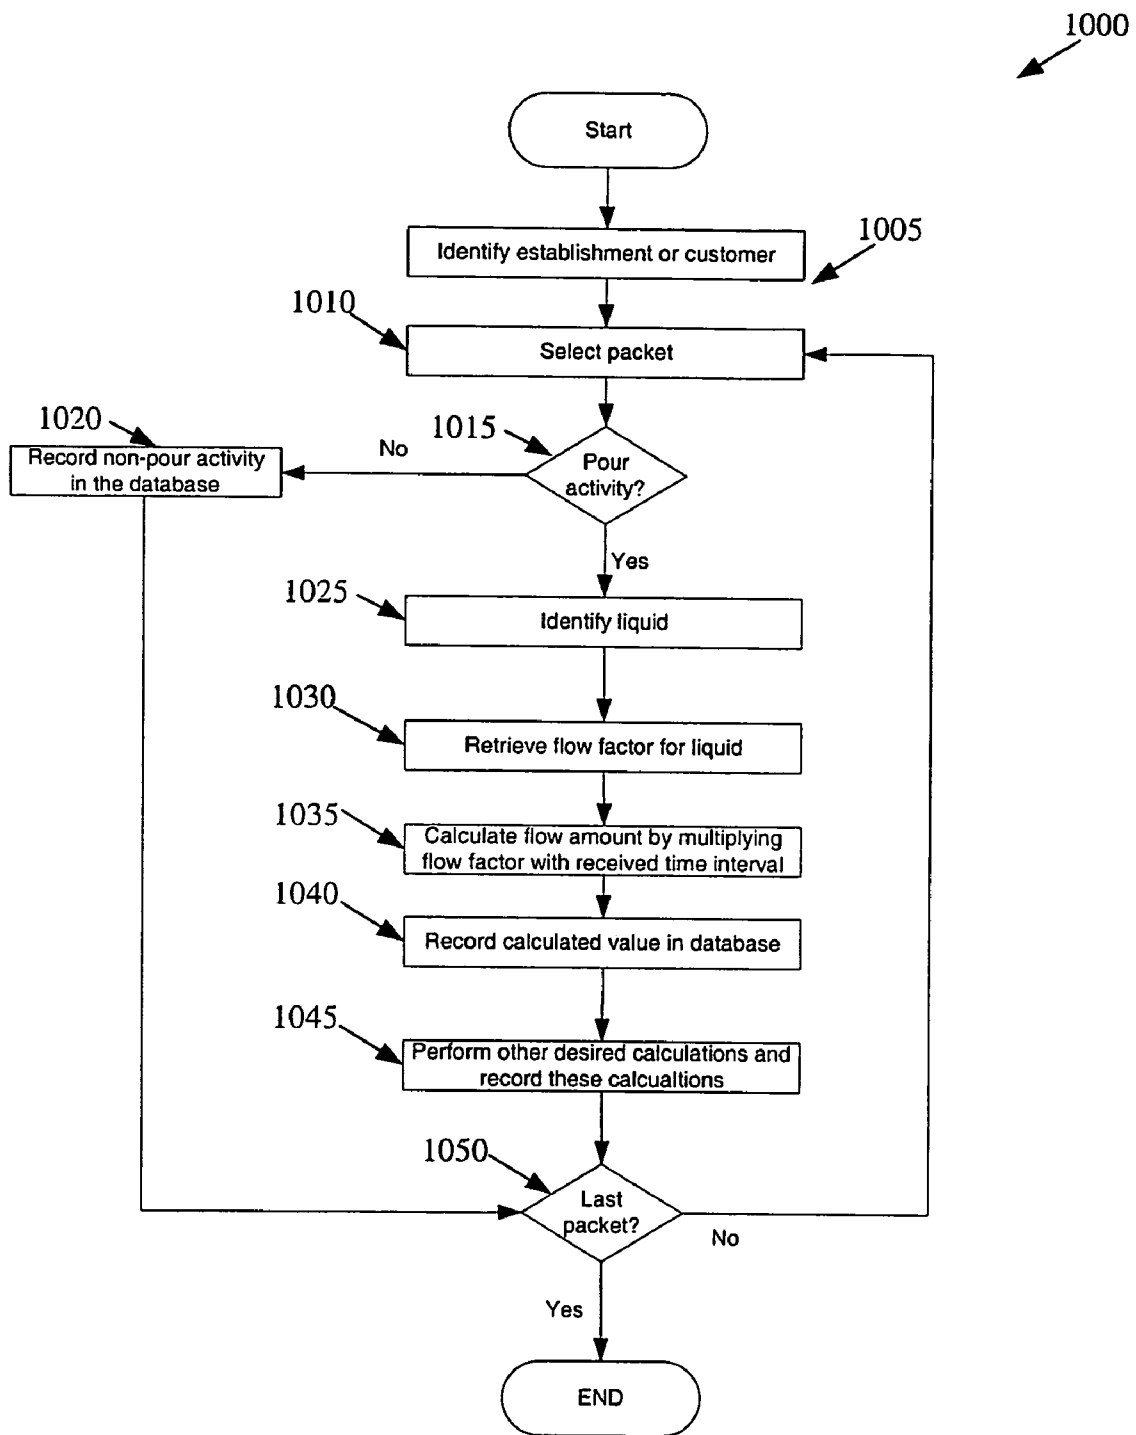 1000
Start
Identify establishment or customer
1005
1010
Select packet
1020
1015
Record non-pour activity
in the database
No
Pour
activity?
Yes
1025
Identify liquid
1030
Retrieve flow factor for liquid
1035
Calculate flow amount by multiplying
flow factor with received time interval
1040
Record calculated value in database
1045
Perform other desired calculations and
record these calcualtions
1050
Last
packet?
No
Yes
END